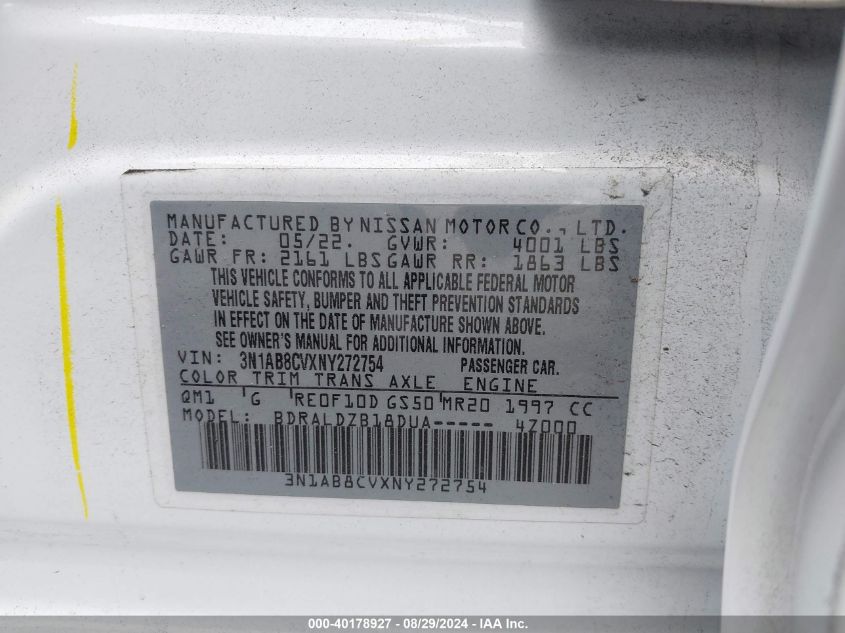 MANUFACTURED BY NISSAN MOTOR CO., LTD.
DATE: 05/22. GVWR: 4001 LBS
GAWR FR: 2161 LBS GAWR RR: 1863 LBS
THIS VEHICLE CONFORMS TO ALL APPLICABLE FEDERAL MOTOR
VEHICLE SAFETY, BUMPER AND THEFT PREVENTION STANDARDS
IN EFFECT ON THE DATE OF MANUFACTURE SHOWN ABOVE.
SEE OWNER'S MANUAL FOR ADDITIONAL INFORMATION.
VIN: 3N1AB8CVXNY272754 PASSENGER CAR.
COLOR TRIM TRANS AXLE ENGINE
QM1 G RE0F10D GS50 MR20 1997 CC
MODEL: BDRALDZB18DUA----- 4Z000
3N1AB8CVXNY272754
000-40178927 - 08/29/2024 - IAA Inc.